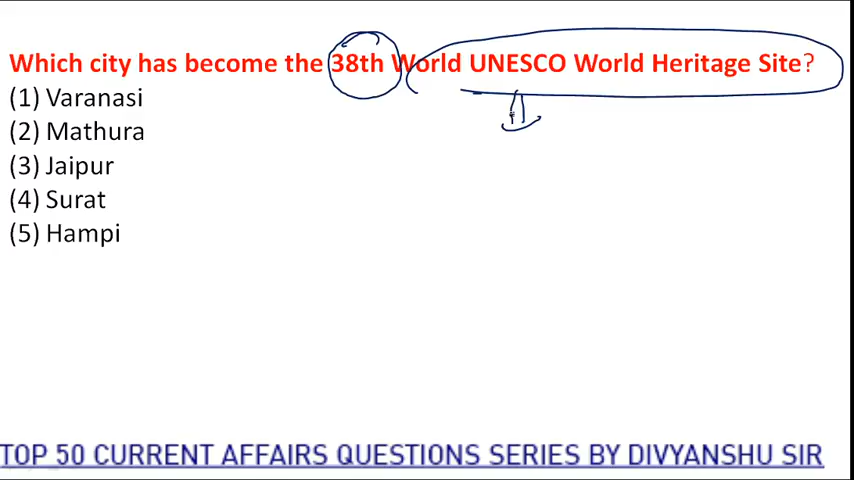 Which city has become the 38th World UNESCO World Heritage Site?
(1) Varanasi
(2) Mathura
(3) Jaipur
(4) Surat
(5) Hampi
TOP 50 CURRENT AFFAIRS QUESTIONS SERIES BY DIVYANSHU SIR